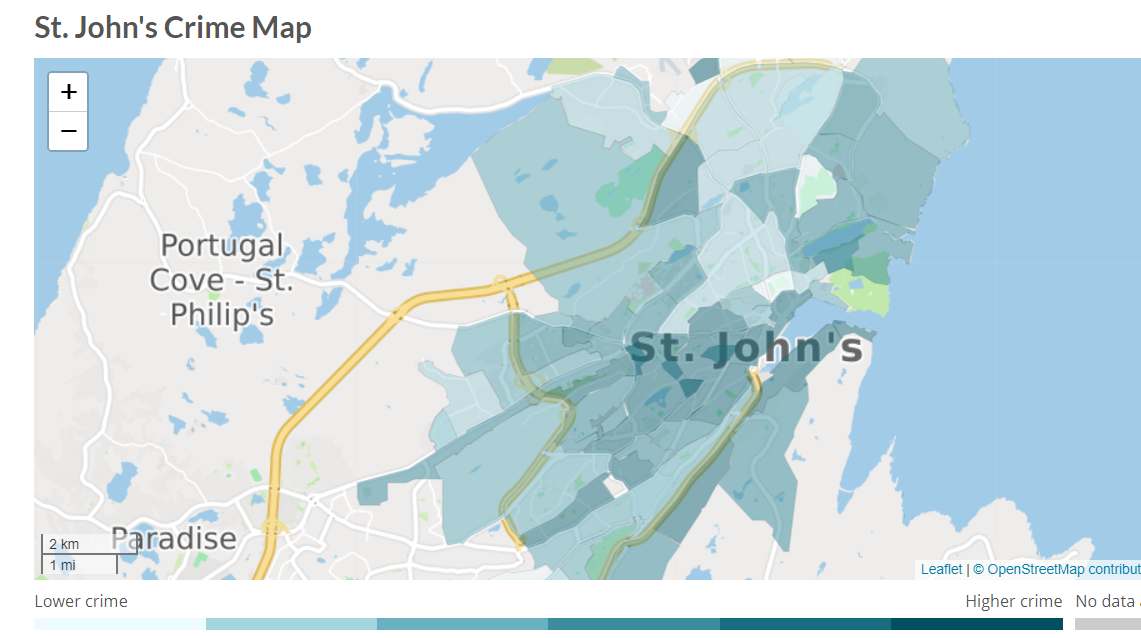 St. John's Crime Map
+
−
Portugal
Cove - St.
Philip's
St. John's
Paradise
2 km
1 mi
Leaflet | © OpenStreetMap contribut
Lower crime
Higher crime
No data